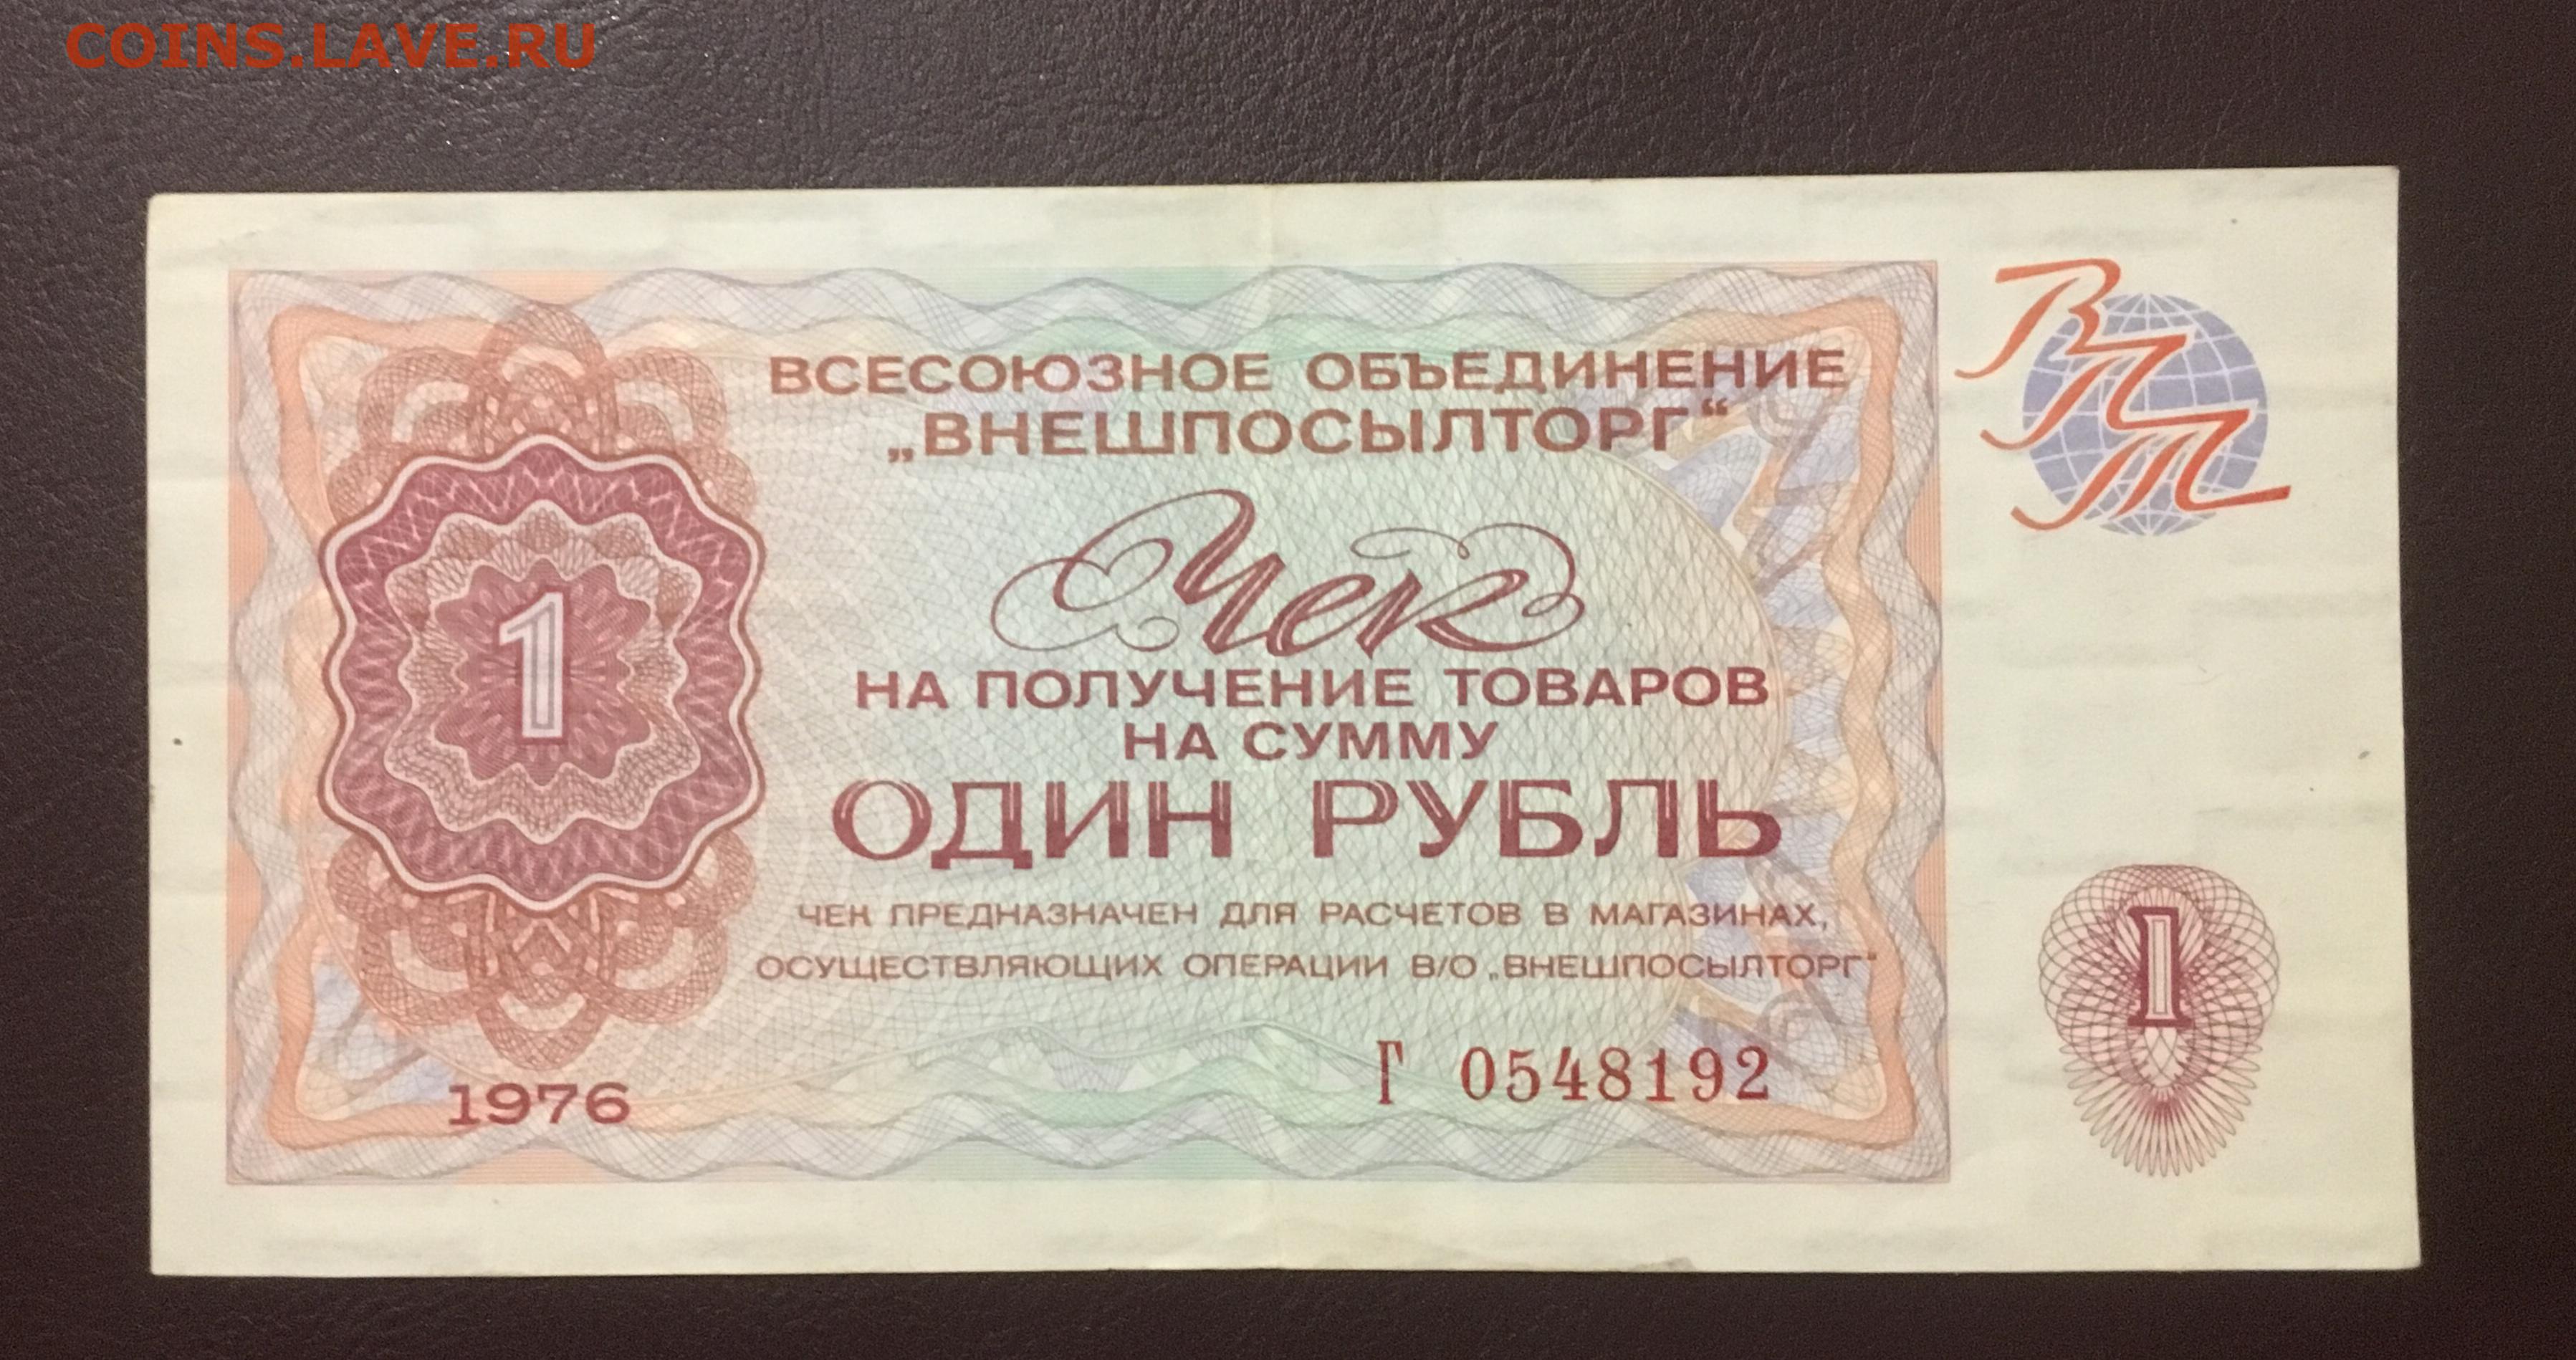 COINS.LAVE.RU
ВСЕСОЮЗНОЕ ОБЪЕДИНЕНИЕ
„ВНЕШПОСЫЛТОРГ“
ВПТ
Чек
НА ПОЛУЧЕНИЕ ТОВАРОВ
НА СУММУ
1
ОДИН РУБЛЬ
ЧЕК ПРЕДНАЗНАЧЕН ДЛЯ РАСЧЕТОВ В МАГАЗИНАХ,
ОСУЩЕСТВЛЯЮЩИХ ОПЕРАЦИИ В/О „ВНЕШПОСЫЛТОРГ“
1
1976
Г 0548192